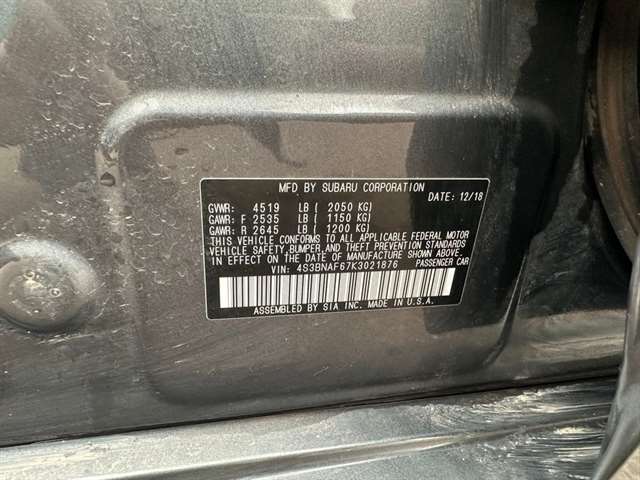 MFD BY SUBARU CORPORATION
DATE: 12/18
GVWR: 4519 LB ( 2050 KG)
GAWR: F 2535 LB ( 1150 KG)
GAWR: R 2645 LB ( 1200 KG)
THIS VEHICLE CONFORMS TO ALL APPLICABLE FEDERAL MOTOR
VEHICLE SAFETY,BUMPER,AND THEFT PREVENTION STANDARDS
IN EFFECT ON THE DATE OF MANUFACTURE SHOWN ABOVE.
VIN: 4S3BNAF67K3021876 PASSENGER CAR
ASSEMBLED BY SIA INC. MADE IN U.S.A.